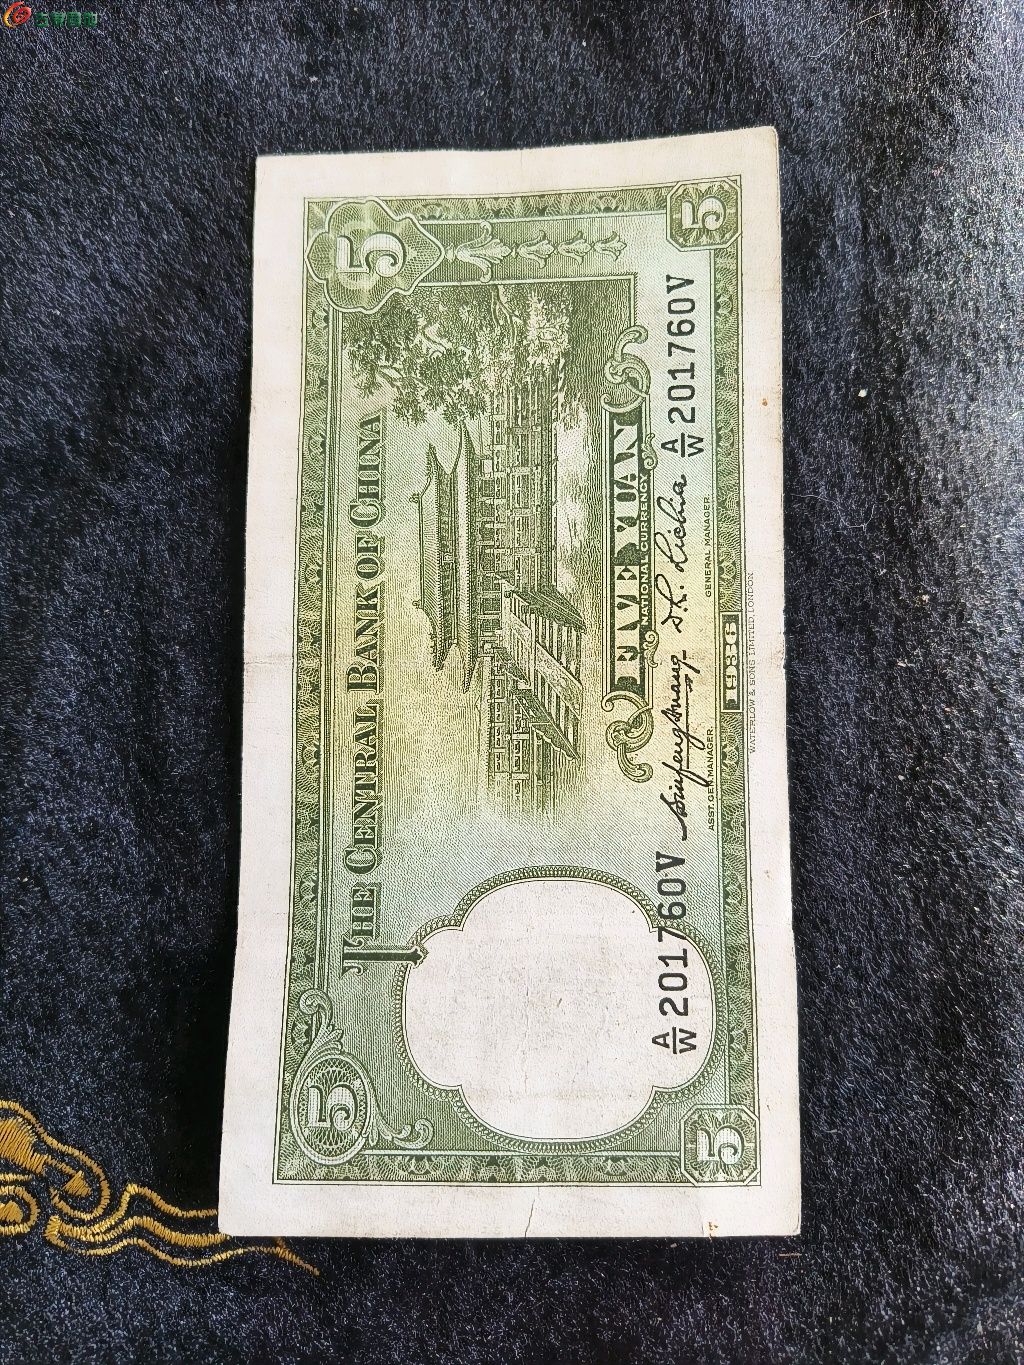 5
5
THE CENTRAL BANK OF CHINA
FIVE YUAN
NATIONAL CURRENCY
A/W 201760V
A/W 201760V
ASST. GEN. MANAGER.
GENERAL MANAGER.
5
1936
5
WATERLOW & SONS LIMITED, LONDON